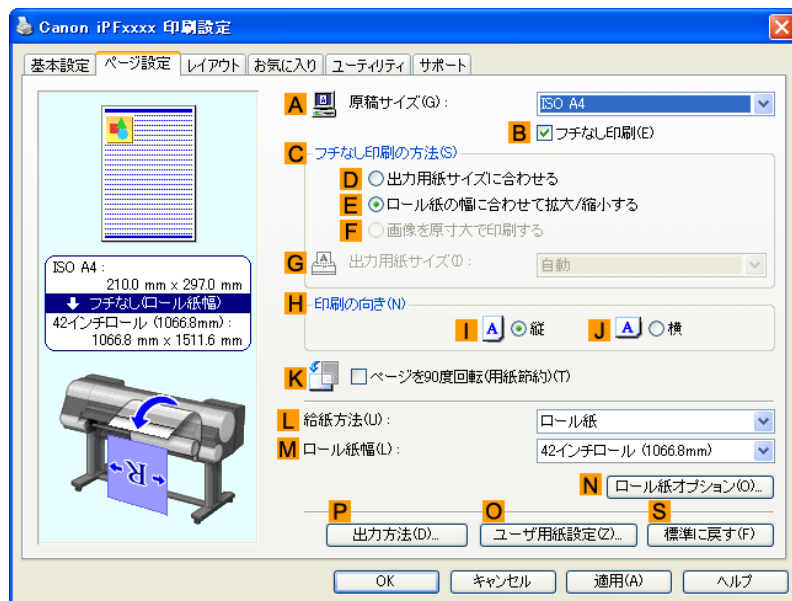 Canon iPFxxxx 印刷設定
基本設定 ページ設定 レイアウト お気に入り ユーティリティ サポート
A 原稿サイズ(G): ISO A4
B フチなし印刷(E)
C フチなし印刷の方法(S)
D 出力用紙サイズに合わせる
E ロール紙の幅に合わせて拡大/縮小する
F 画像を原寸大で印刷する
G 出力用紙サイズ(I): 自動
ISO A4 :
210.0 mm x 297.0 mm
フチなし(ロール紙幅)
42インチロール (1066.8mm) :
1066.8 mm x 1511.6 mm
R
H 印刷の向き(N)
I A 縦 J A 横
K ページを90度回転(用紙節約)(T)
L 給紙方法(U): ロール紙
M ロール紙幅(L): 42インチロール (1066.8mm)
N ロール紙オプション(O)...
P O S
出力方法(D)... ユーザ用紙設定(Z)... 標準に戻す(F)
OK キャンセル 適用(A) ヘルプ